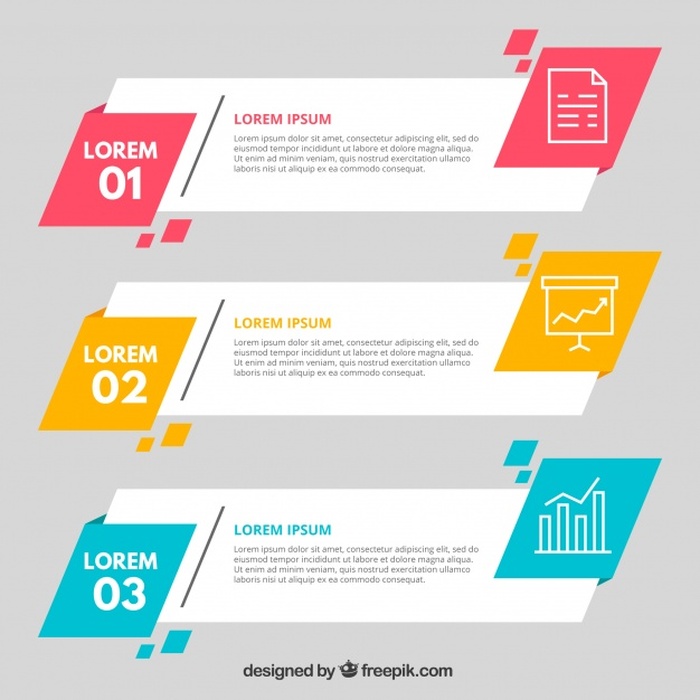 LOREM
01
LOREM IPSUM
Lorem ipsum dolor sit amet, consectetur adipiscing elit, sed do
eiusmod tempor incididunt ut labore et dolore magna aliqua.
Ut enim ad minim veniam, quis nostrud exercitation ullamco
laboris nisi ut aliquip ex ea commodo consequat.
LOREM
02
LOREM IPSUM
Lorem ipsum dolor sit amet, consectetur adipiscing elit, sed do
eiusmod tempor incididunt ut labore et dolore magna aliqua.
Ut enim ad minim veniam, quis nostrud exercitation ullamco
laboris nisi ut aliquip ex ea commodo consequat.
LOREM
03
LOREM IPSUM
Lorem ipsum dolor sit amet, consectetur adipiscing elit, sed do
eiusmod tempor incididunt ut labore et dolore magna aliqua.
Ut enim ad minim veniam, quis nostrud exercitation ullamco
laboris nisi ut aliquip ex ea commodo consequat.
designed by freepik.com